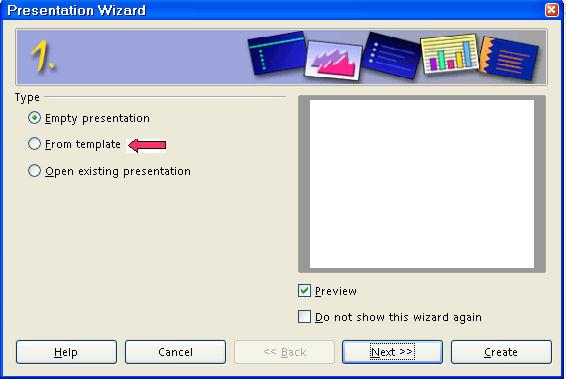 Presentation Wizard
1.
Type
Empty presentation
From template
Open existing presentation
Preview
Do not show this wizard again
Help
Cancel
<< Back
Next >>
Create